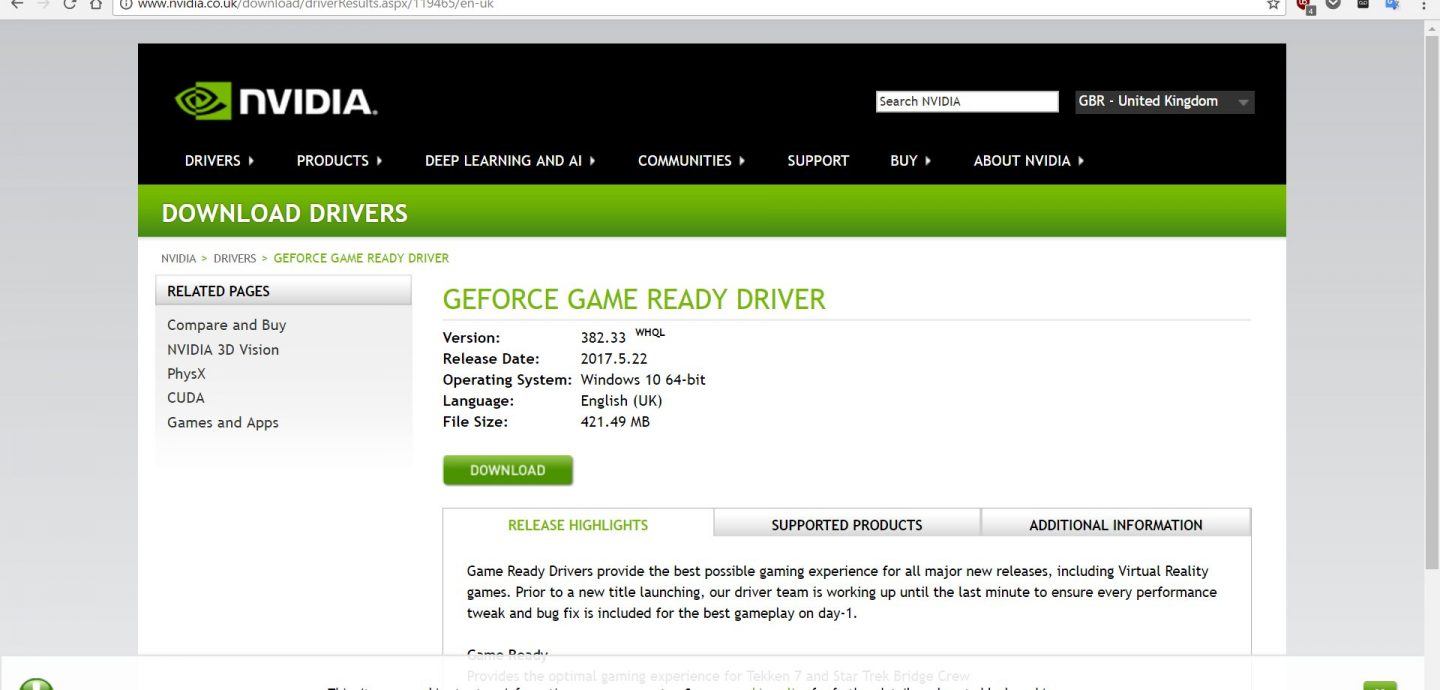 www.nvidia.co.uk/download/driverResults.aspx/119465/en-uk
4
NVIDIA.
Search NVIDIA
GBR - United Kingdom
DRIVERS PRODUCTS DEEP LEARNING AND AI COMMUNITIES SUPPORT BUY ABOUT NVIDIA
DOWNLOAD DRIVERS
NVIDIA > DRIVERS > GEFORCE GAME READY DRIVER
RELATED PAGES
Compare and Buy
NVIDIA 3D Vision
PhysX
CUDA
Games and Apps
GEFORCE GAME READY DRIVER
Version: 382.33 WHQL
Release Date: 2017.5.22
Operating System: Windows 10 64-bit
Language: English (UK)
File Size: 421.49 MB
DOWNLOAD
RELEASE HIGHLIGHTS SUPPORTED PRODUCTS ADDITIONAL INFORMATION
Game Ready Drivers provide the best possible gaming experience for all major new releases, including Virtual Reality
games. Prior to a new title launching, our driver team is working up until the last minute to ensure every performance
tweak and bug fix is included for the best gameplay on day-1.
Game Ready
Provides the optimal gaming experience for Tekken 7 and Star Trek Bridge Crew